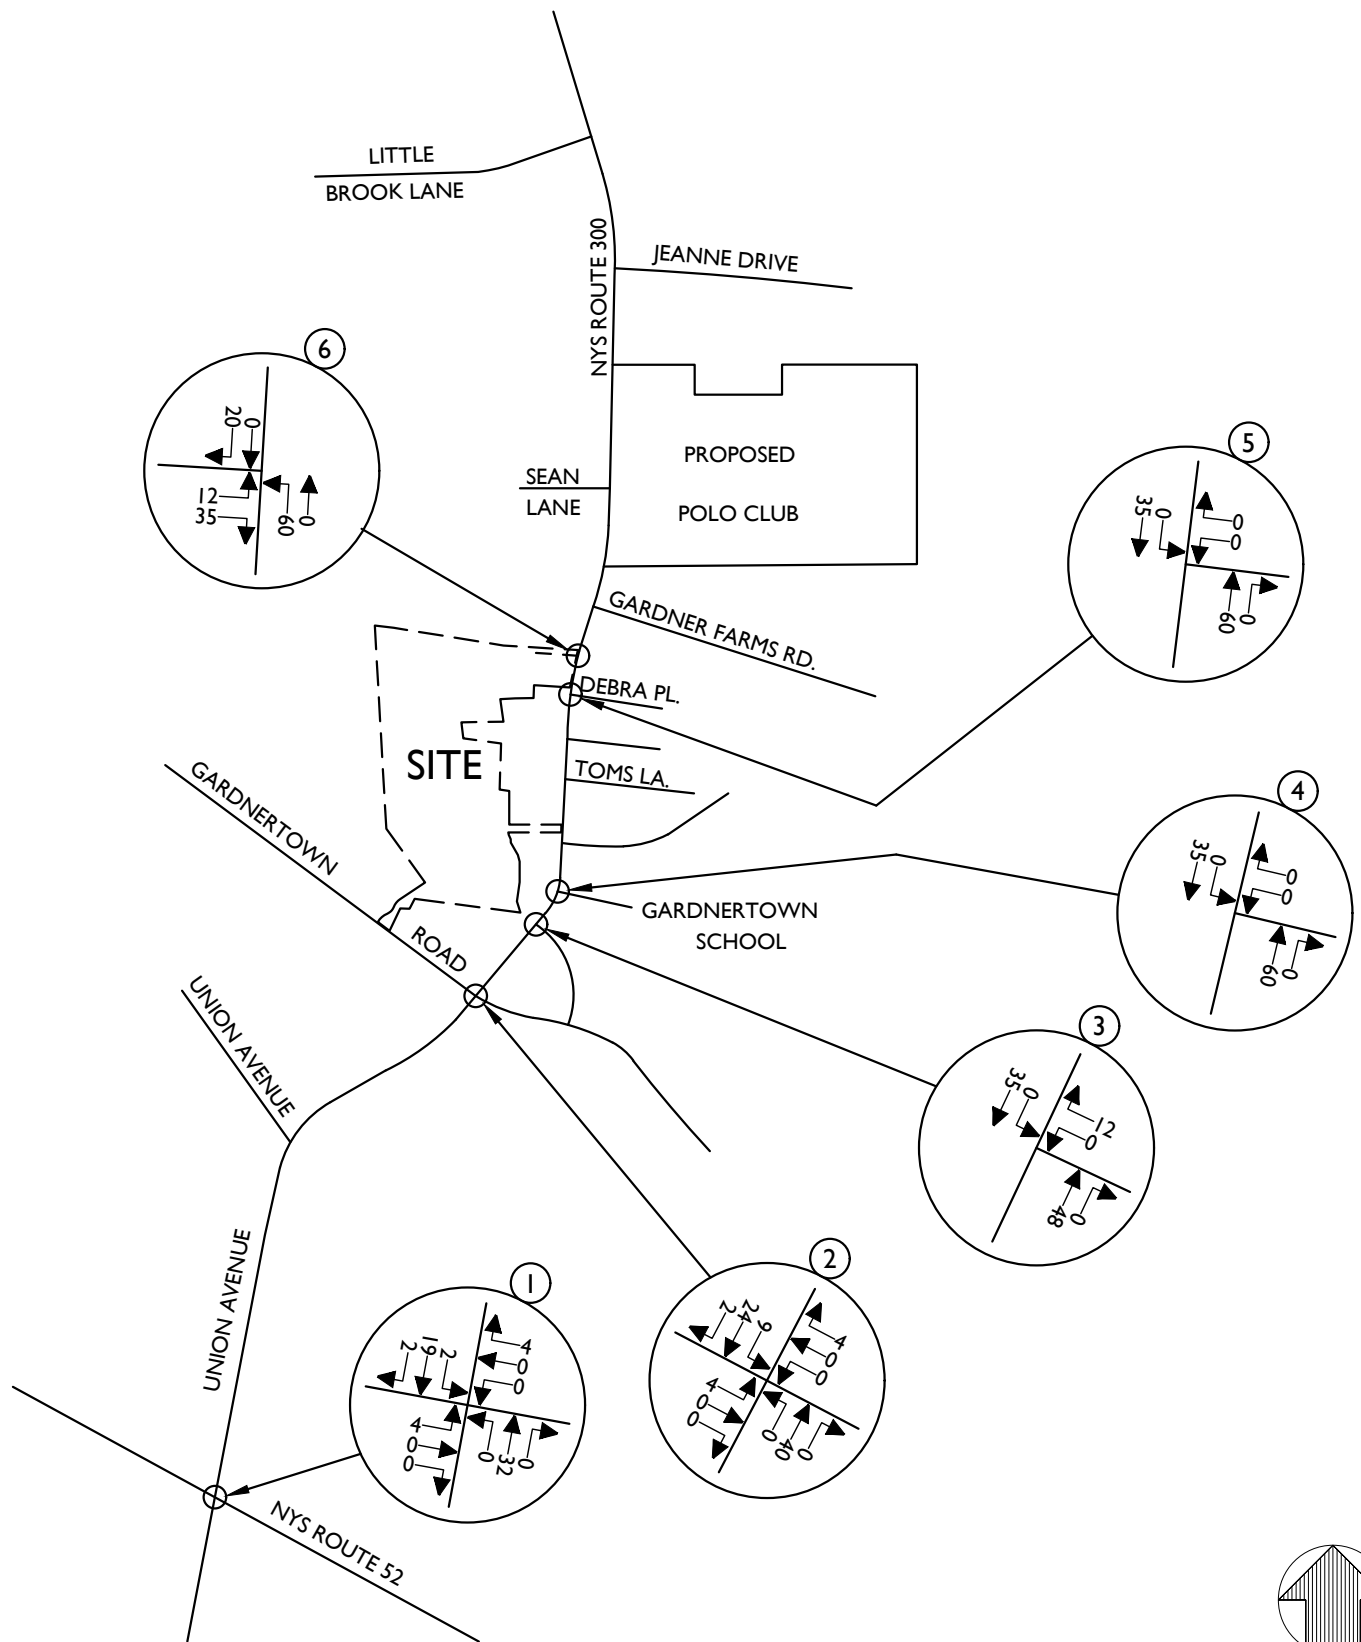 LITTLE
BROOK LANE
NYS ROUTE 300
JEANNE DRIVE
6
20
0
12
35
60
0
PROPOSED
POLO CLUB
SEAN
LANE
5
35
0
0
0
60
0
GARDNER FARMS RD.
DEBRA PL.
SITE
TOMS LA.
GARDNERTOWN
ROAD
4
35
0
0
0
60
0
GARDNERTOWN
SCHOOL
UNION AVENUE
3
35
0
12
0
48
0
UNION AVENUE
1
2
19
2
4
0
0
4
0
0
0
32
0
2
2
24
9
4
0
0
4
0
0
0
40
0
NYS ROUTE 52